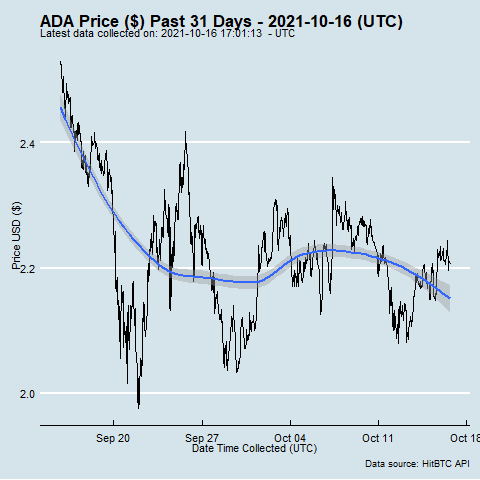 ADA Price ($) Past 31 Days - 2021-10-16 (UTC)
Latest data collected on: 2021-10-16 17:01:13 - UTC
Price USD ($)
2.4
2.2
2.0
Sep 20
Sep 27
Oct 04
Oct 11
Oct 18
Date Time Collected (UTC)
Data source: HitBTC API